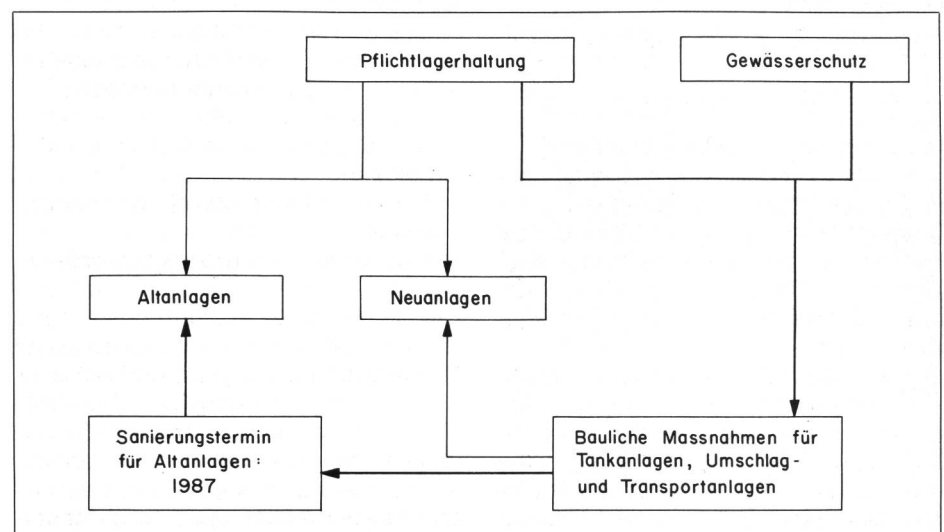 Pflichtlagerhaltung
Gewässerschutz
Altanlagen
Neuanlagen
Sanierungstermin
für Altanlagen:
1987
Bauliche Massnahmen für
Tankanlagen, Umschlag-
und Transportanlagen